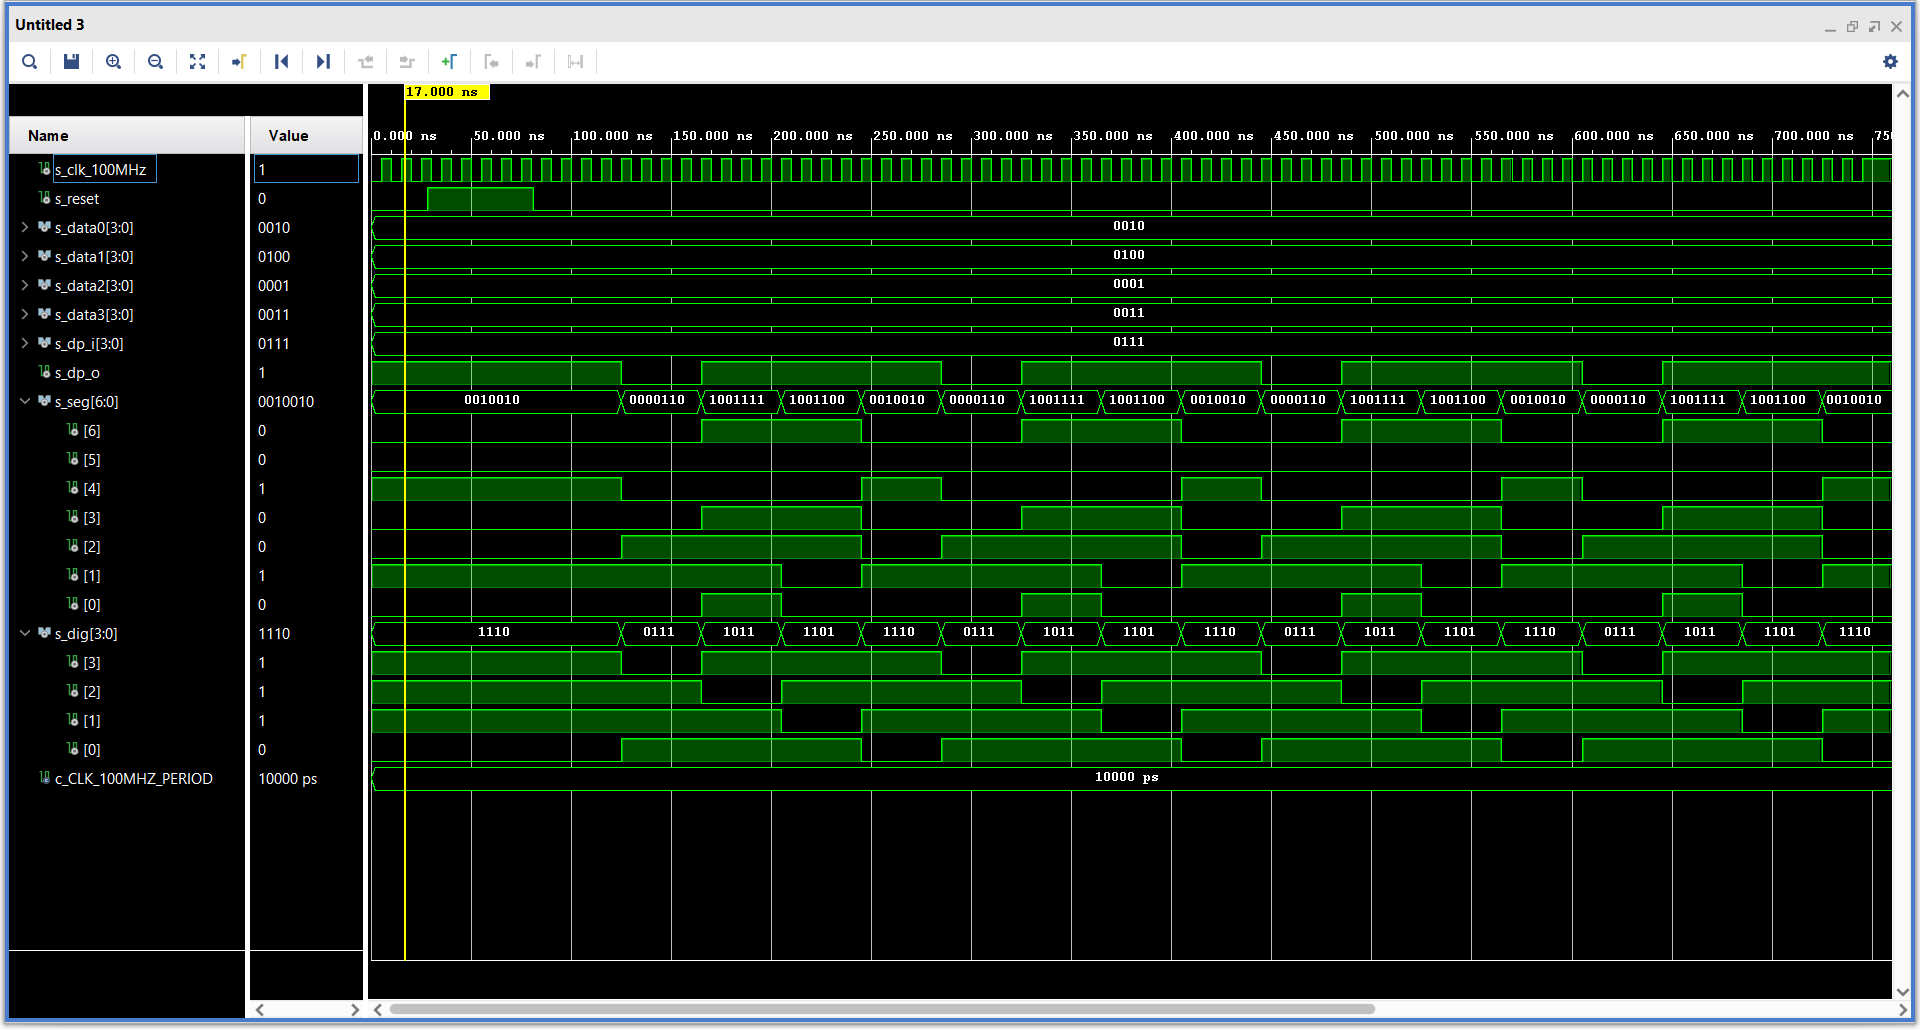 Untitled 3
17.000 ns
Name Value
0.000 ns 50.000 ns 100.000 ns 150.000 ns 200.000 ns 250.000 ns 300.000 ns 350.000 ns 400.000 ns 450.000 ns 500.000 ns 550.000 ns 600.000 ns 650.000 ns 700.000 ns 750
s_clk_100MHz 1
s_reset 0
s_data0[3:0] 0010 0010
s_data1[3:0] 0100 0100
s_data2[3:0] 0001 0001
s_data3[3:0] 0011 0011
s_dp_i[3:0] 0111 0111
s_dp_o 1
s_seg[6:0] 0010010 0010010 0000110 1001111 1001100 0010010 0000110 1001111 1001100 0010010 0000110 1001111 1001100 0010010 0000110 1001111 1001100 0010010
[6] 0
[5] 0
[4] 1
[3] 0
[2] 0
[1] 1
[0] 0
s_dig[3:0] 1110 1110 0111 1011 1101 1110 0111 1011 1101 1110 0111 1011 1101 1110 0111 1011 1101 1110
[3] 1
[2] 1
[1] 1
[0] 0
c_CLK_100MHZ_PERIOD 10000 ps 10000 ps